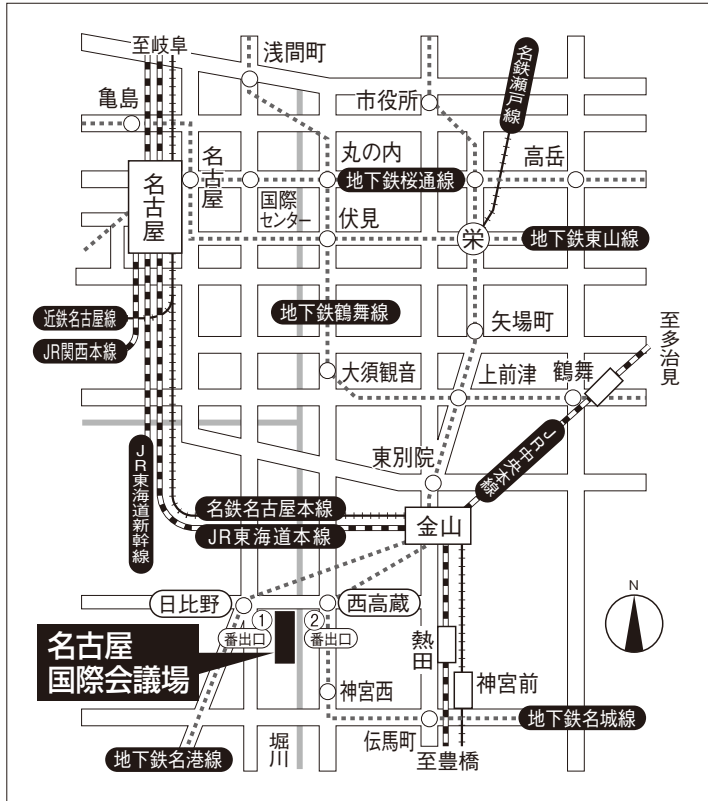 至岐阜
浅間町
名鉄瀬戸線
市役所
亀島
名古屋
丸の内
高岳
地下鉄桜通線
名古屋
国際
センター
伏見
栄
地下鉄東山線
近鉄名古屋線
地下鉄鶴舞線
矢場町
至多治見
JR関西本線
大須観音
上前津
鶴舞
JR東海道新幹線
東別院
JR中央本線
名鉄名古屋本線
JR東海道本線
金山
N
日比野
西高蔵
1
番出口
2
番出口
名古屋
国際会議場
熱田
神宮西
神宮前
堀川
伝馬町
地下鉄名城線
地下鉄名港線
至豊橋